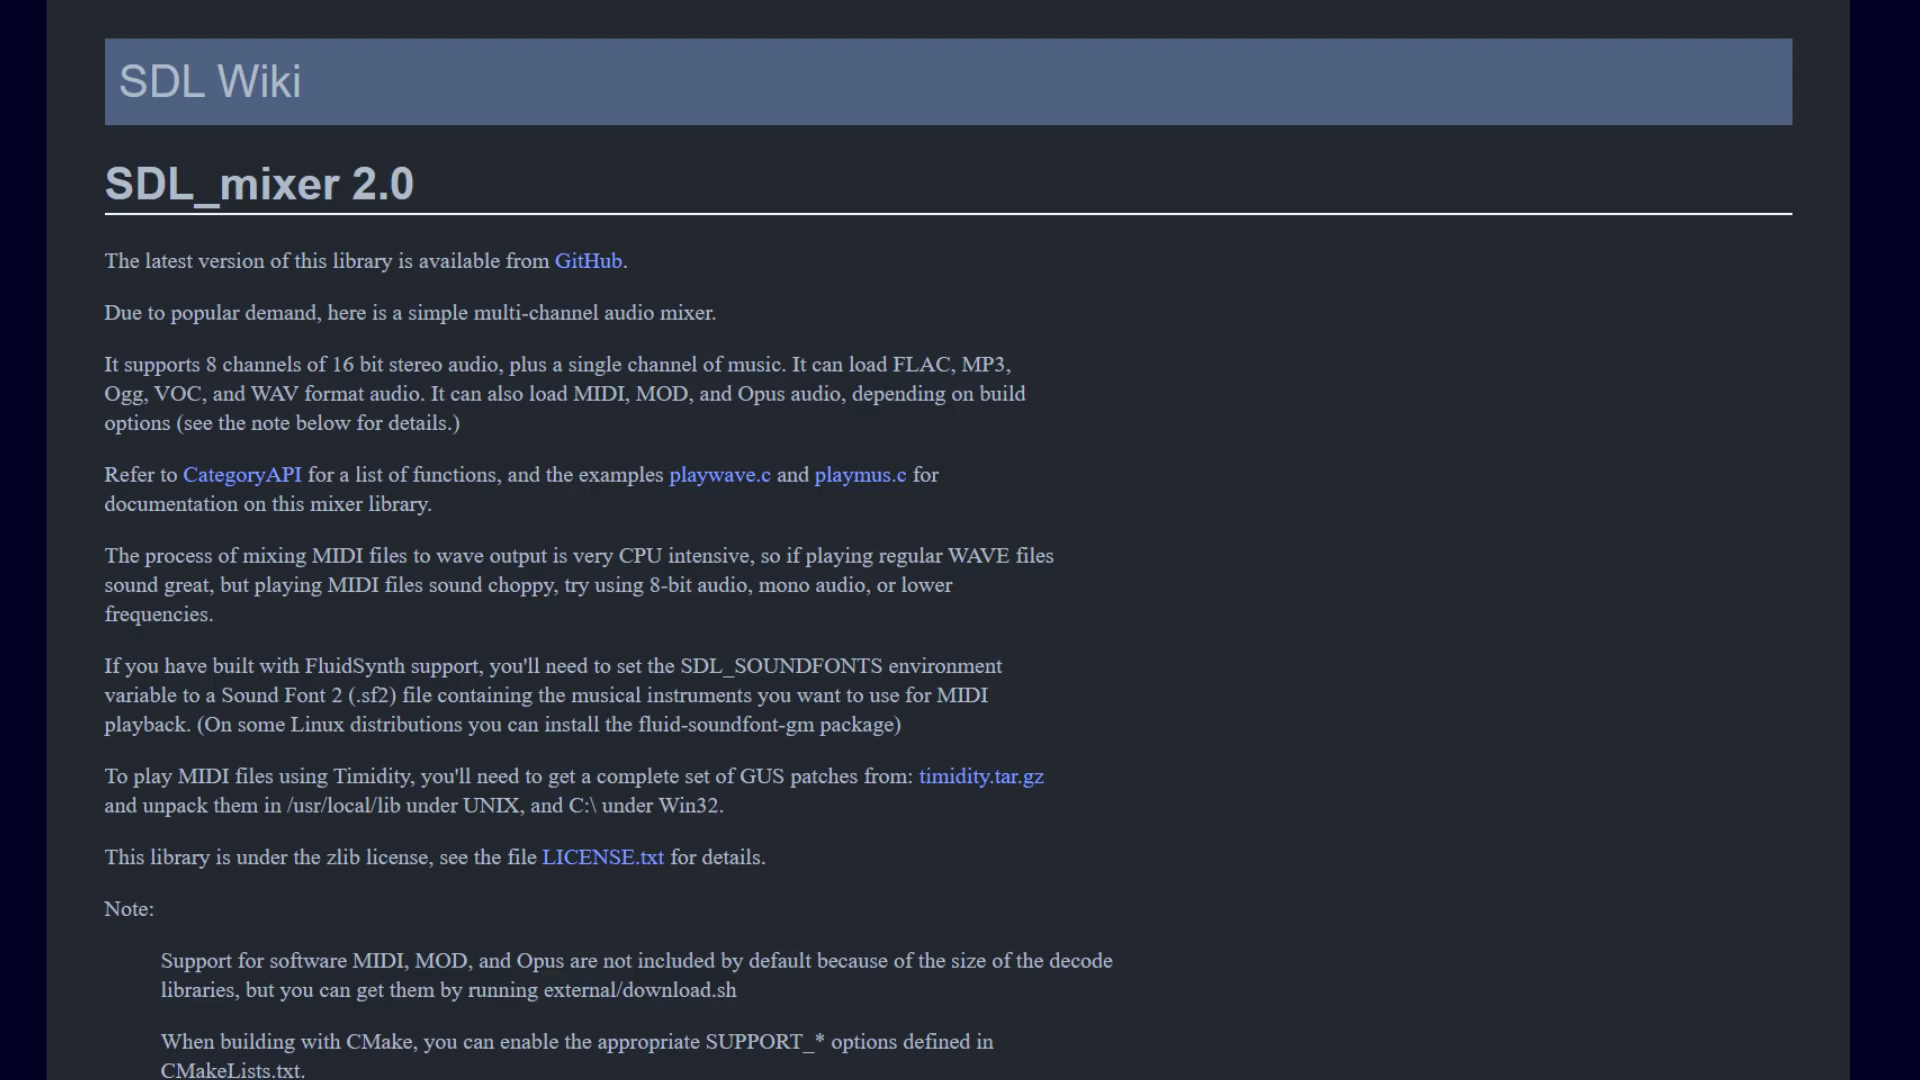 SDL Wiki
SDL_mixer 2.0
The latest version of this library is available from GitHub.
Due to popular demand, here is a simple multi-channel audio mixer.
It supports 8 channels of 16 bit stereo audio, plus a single channel of music. It can load FLAC, MP3,
Ogg, VOC, and WAV format audio. It can also load MIDI, MOD, and Opus audio, depending on build
options (see the note below for details.)
Refer to CategoryAPI for a list of functions, and the examples playwave.c and playmus.c for
documentation on this mixer library.
The process of mixing MIDI files to wave output is very CPU intensive, so if playing regular WAVE files
sound great, but playing MIDI files sound choppy, try using 8-bit audio, mono audio, or lower
frequencies.
If you have built with FluidSynth support, you'll need to set the SDL_SOUNDFONTS environment
variable to a Sound Font 2 (.sf2) file containing the musical instruments you want to use for MIDI
playback. (On some Linux distributions you can install the fluid-soundfont-gm package)
To play MIDI files using Timidity, you'll need to get a complete set of GUS patches from: timidity.tar.gz
and unpack them in /usr/local/lib under UNIX, and C:\ under Win32.
This library is under the zlib license, see the file LICENSE.txt for details.
Note:
Support for software MIDI, MOD, and Opus are not included by default because of the size of the decode
libraries, but you can get them by running external/download.sh
When building with CMake, you can enable the appropriate SUPPORT_* options defined in
CMakeLists.txt.